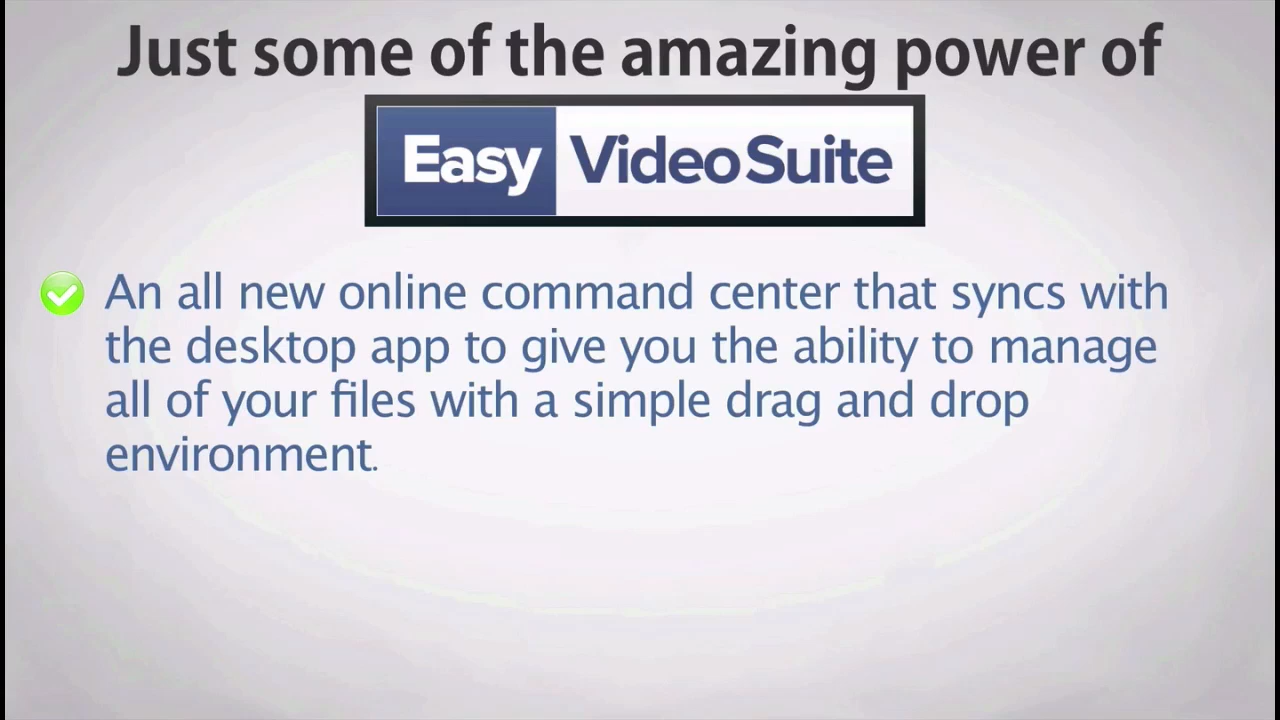 Just some of the amazing power of
Easy VideoSuite
An all new online command center that syncs with
the desktop app to give you the ability to manage
all of your files with a simple drag and drop
environment.